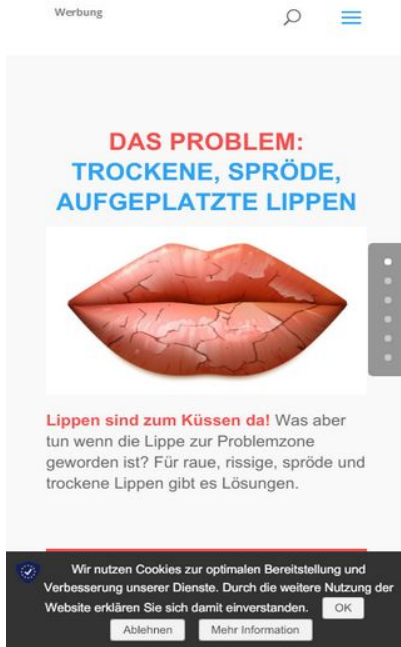 Werbung
DAS PROBLEM:
TROCKENE, SPRÖDE,
AUFGEPLATZTE LIPPEN
Lippen sind zum Küssen da! Was aber
tun wenn die Lippe zur Problemzone
geworden ist? Für raue, rissige, spröde und
trockene Lippen gibt es Lösungen.
Wir nutzen Cookies zur optimalen Bereitstellung und
Verbesserung unserer Dienste. Durch die weitere Nutzung der
Website erklären Sie sich damit einverstanden. OK
Ablehnen Mehr Information